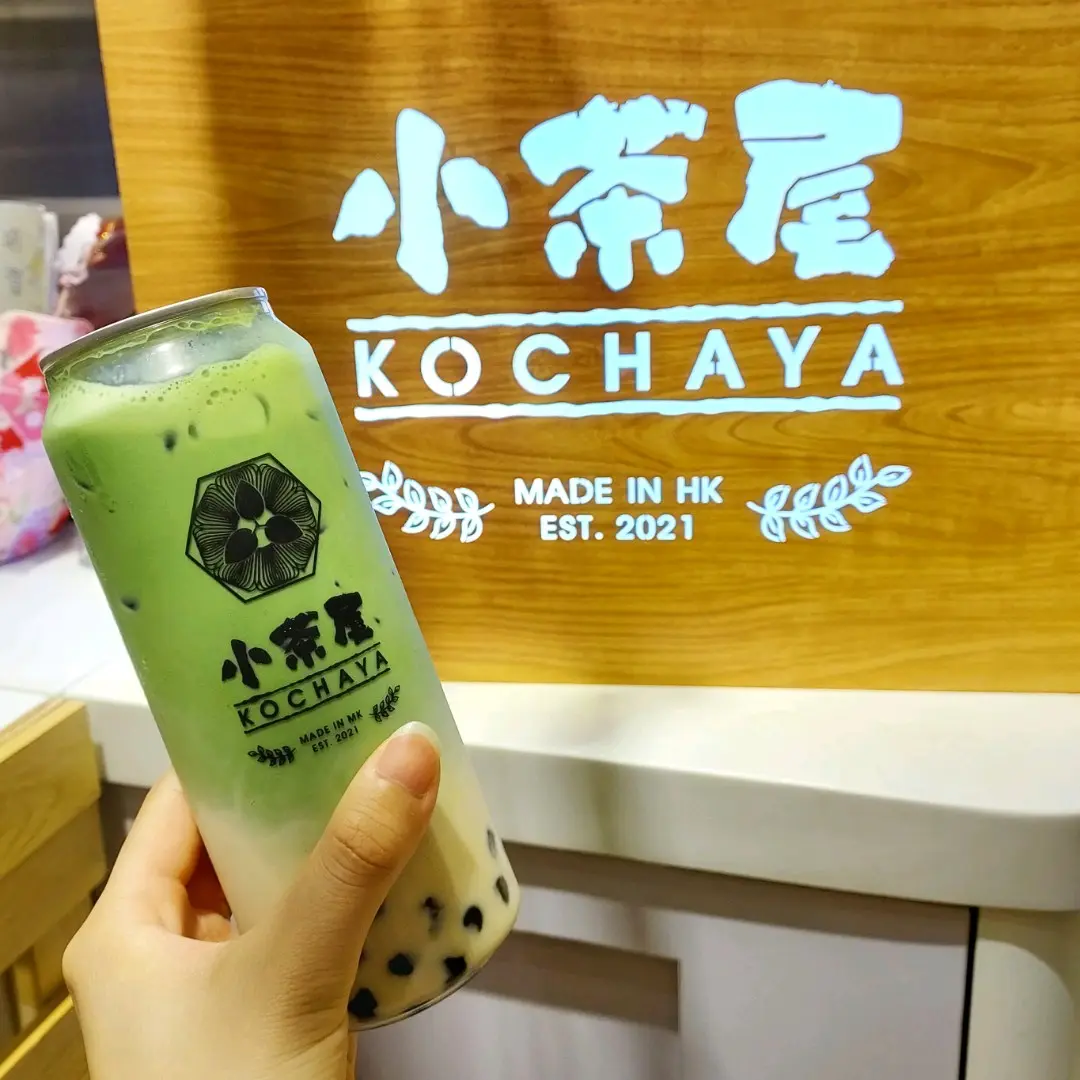 小茶屋
KOCHAYA
MADE IN HK
EST. 2021
小茶屋
KOCHAYA
MADE IN HK
EST. 2021